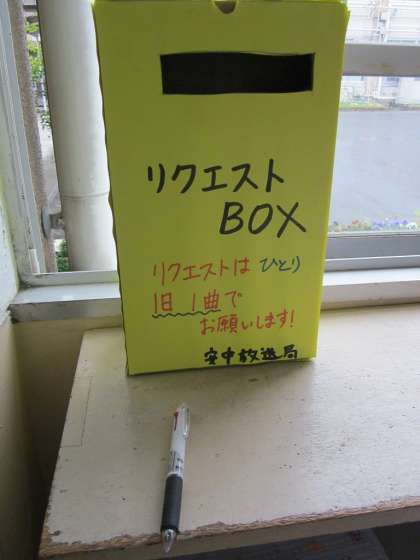 リクエスト
BOX
リクエストは ひとり
1日 1曲で
お願いします!
安中放送局